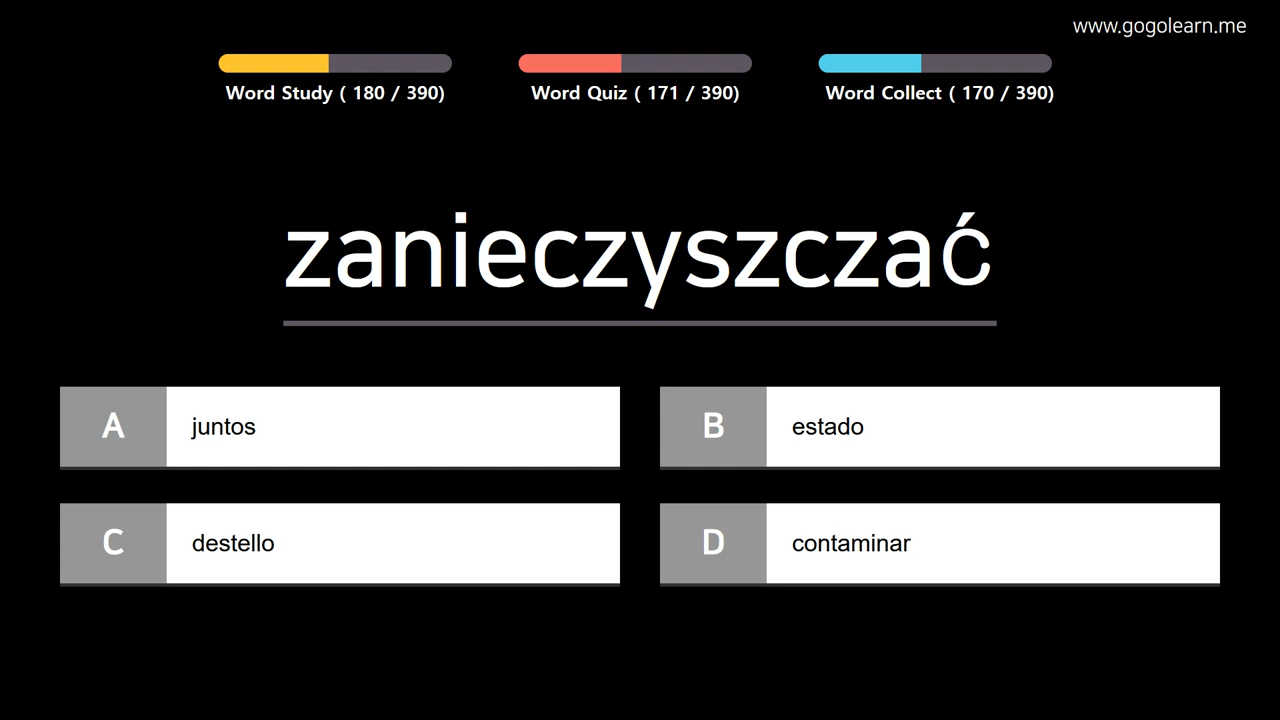 www.gogolearn.me
Word Study ( 180 / 390)
Word Quiz ( 171 / 390)
Word Collect ( 170 / 390)
zanieczyszczać
A juntos
B estado
C destello
D contaminar